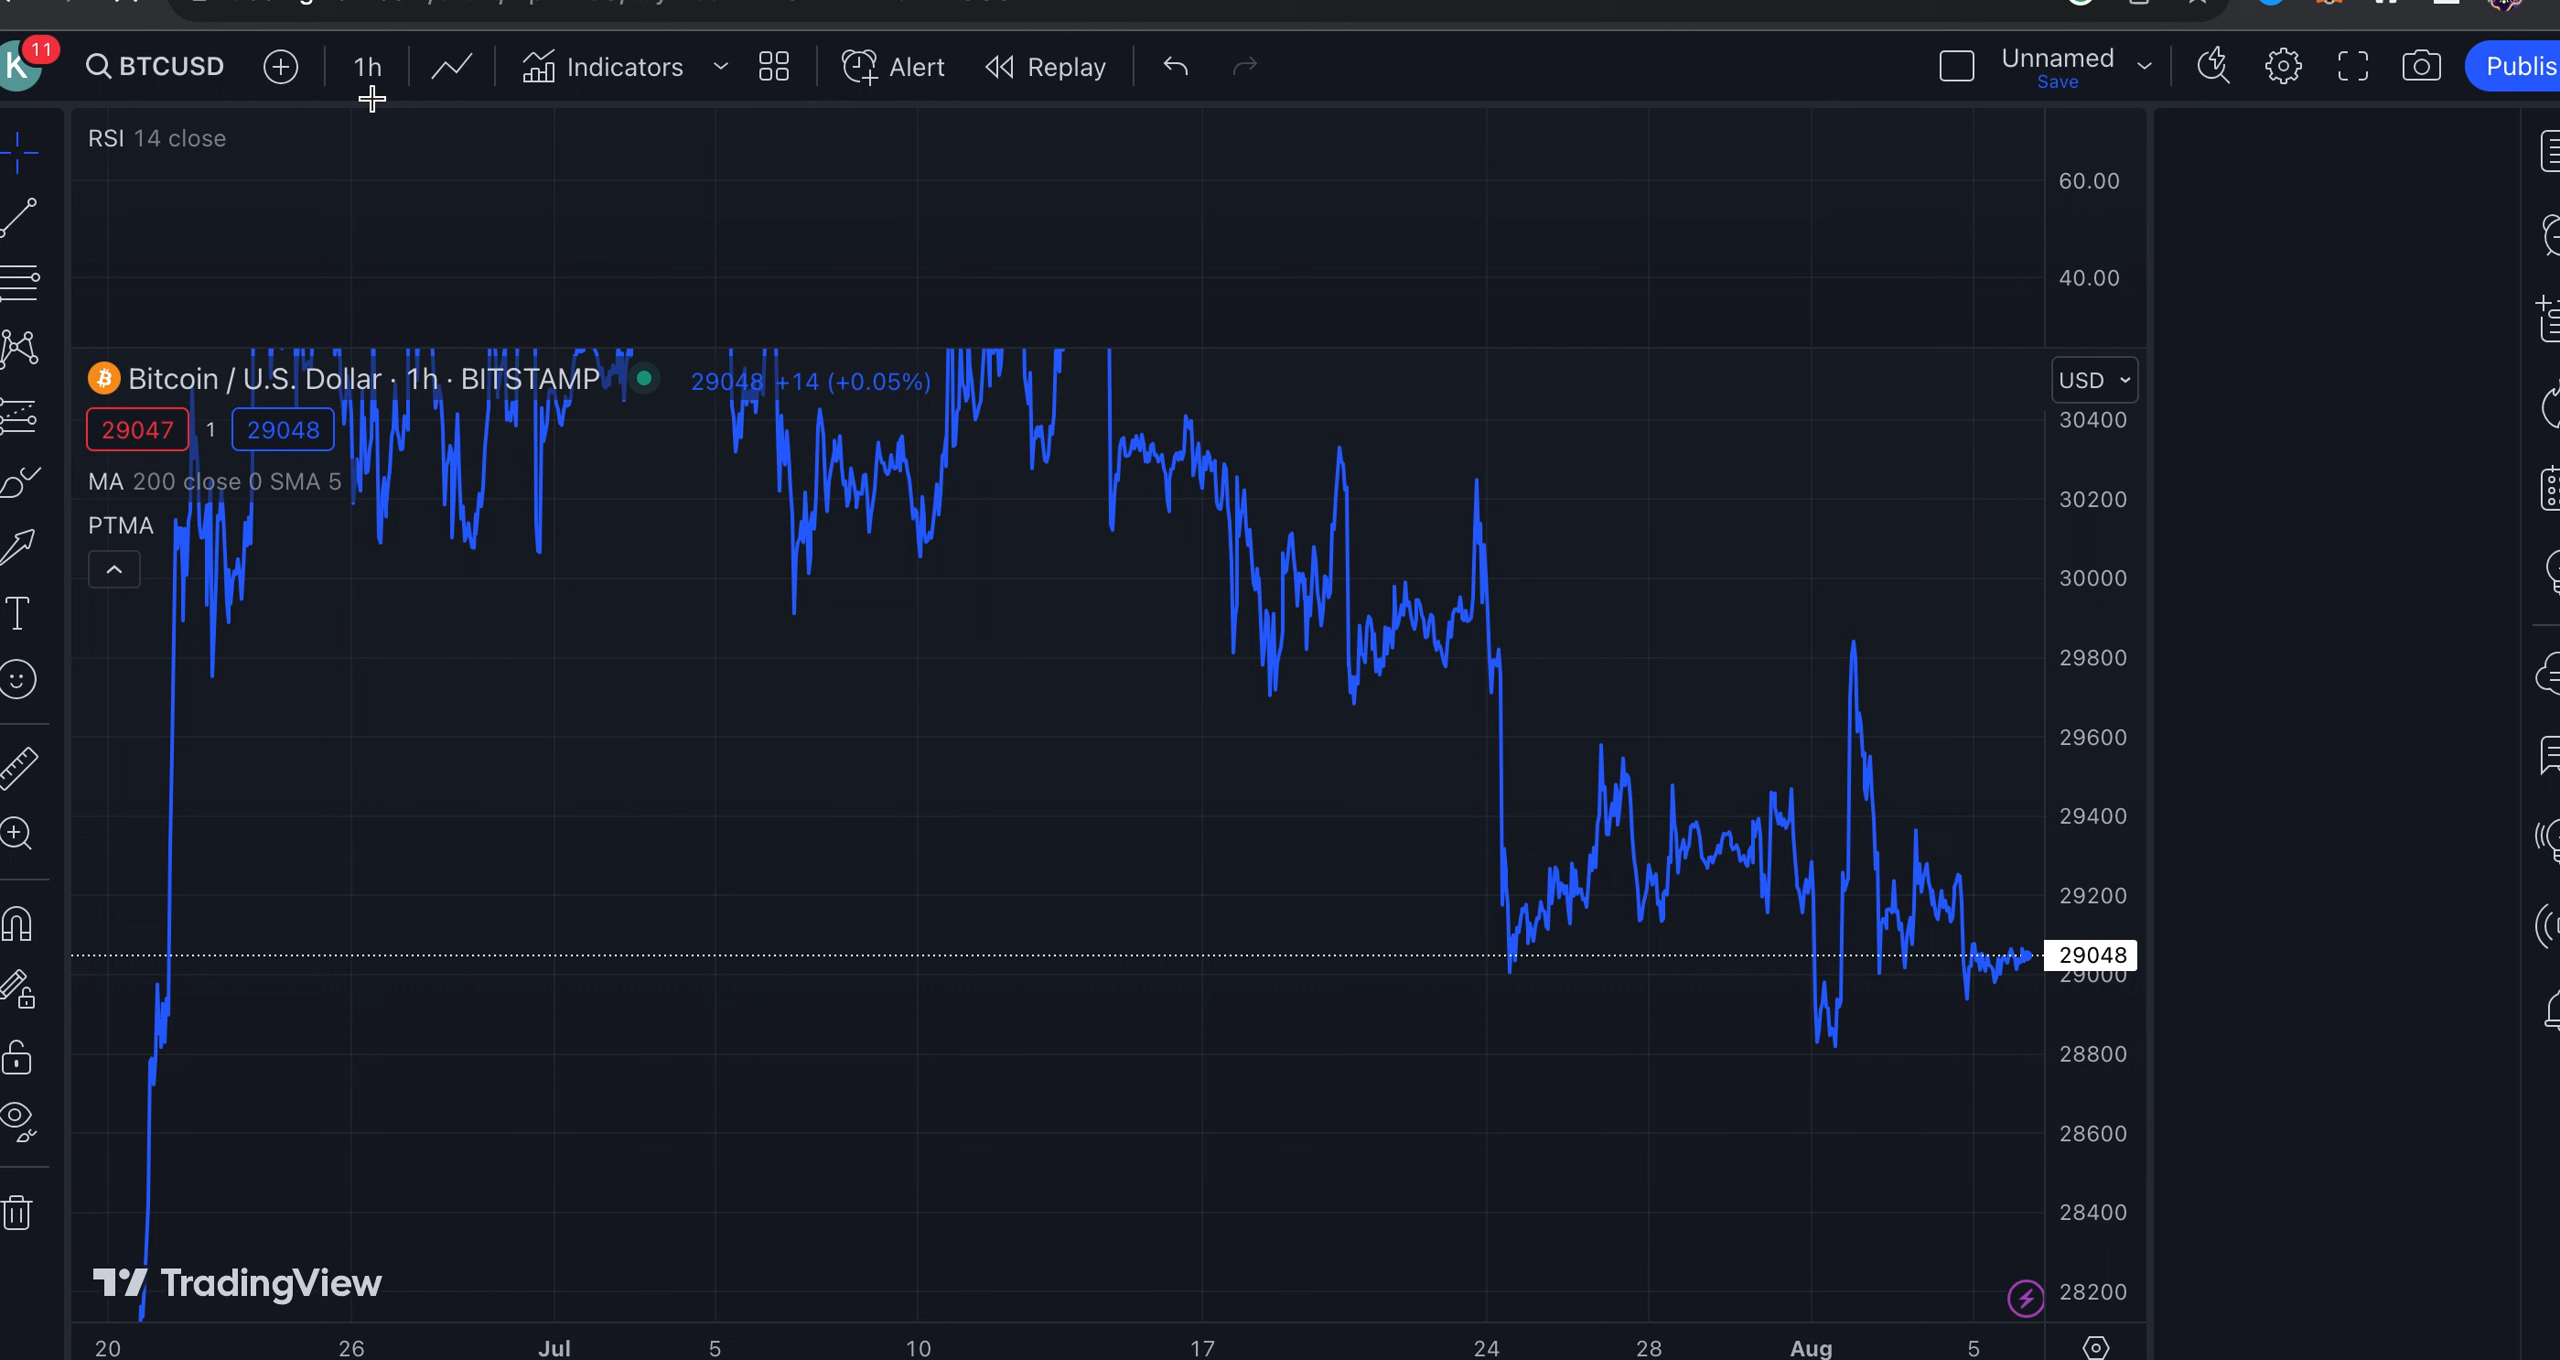 K 11 BTCUSD 1h Indicators Alert Replay Unnamed Publis
Save
RSI 14 close
60.00
40.00
Bitcoin / U.S. Dollar · 1h · BITSTAMP 29048 +14 (+0.05%) USD
29047 1 29048
MA 200 close 0 SMA 5
PTMA
30400
30200
30000
29800
29600
29400
29200
29048
29000
28800
28600
28400
28200
TradingView
20 26 Jul 5 10 17 24 28 Aug 5